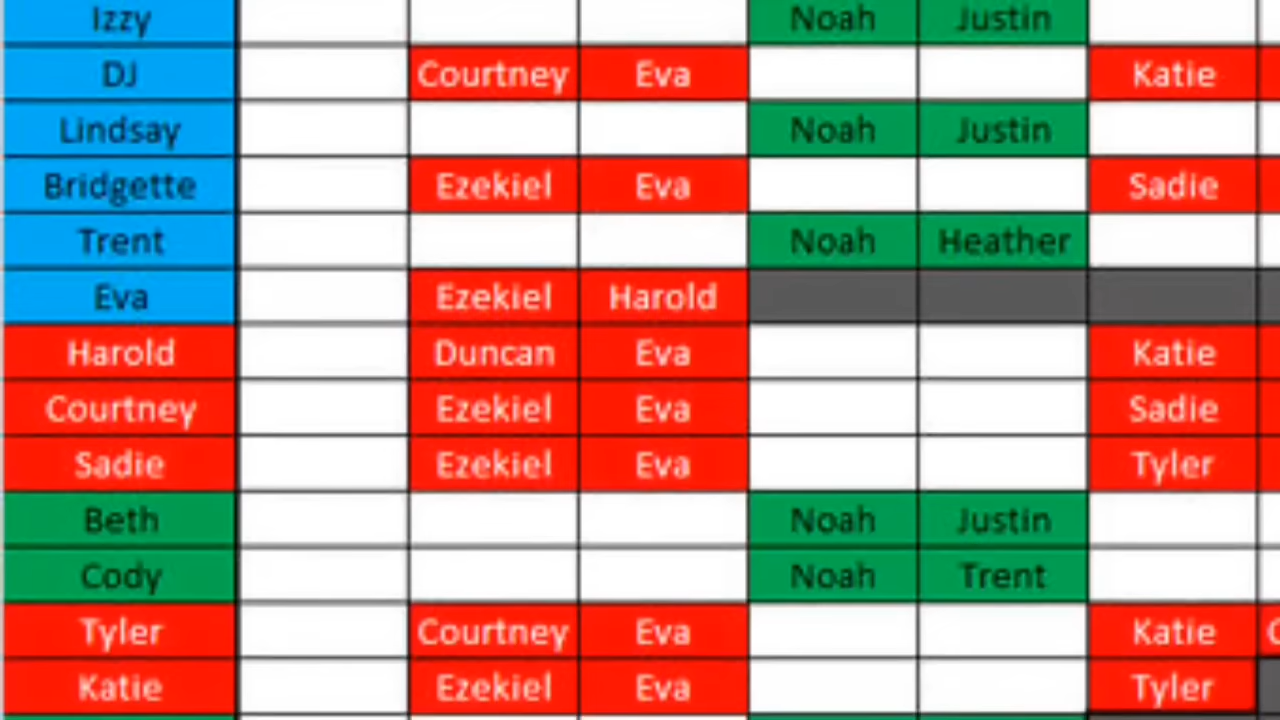 Izzy Noah Justin
DJ Courtney Eva Katie
Lindsay Noah Justin
Bridgette Ezekiel Eva Sadie
Trent Noah Heather
Eva Ezekiel Harold
Harold Duncan Eva Katie
Courtney Ezekiel Eva Sadie
Sadie Ezekiel Eva Tyler
Beth Noah Justin
Cody Noah Trent
Tyler Courtney Eva Katie
Katie Ezekiel Eva Tyler